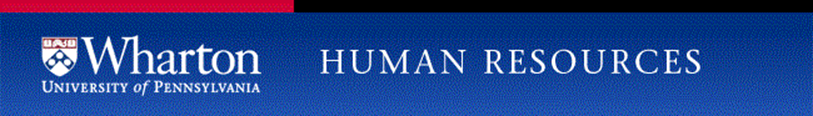 Wharton HUMAN RESOURCES
UNIVERSITY of PENNSYLVANIA